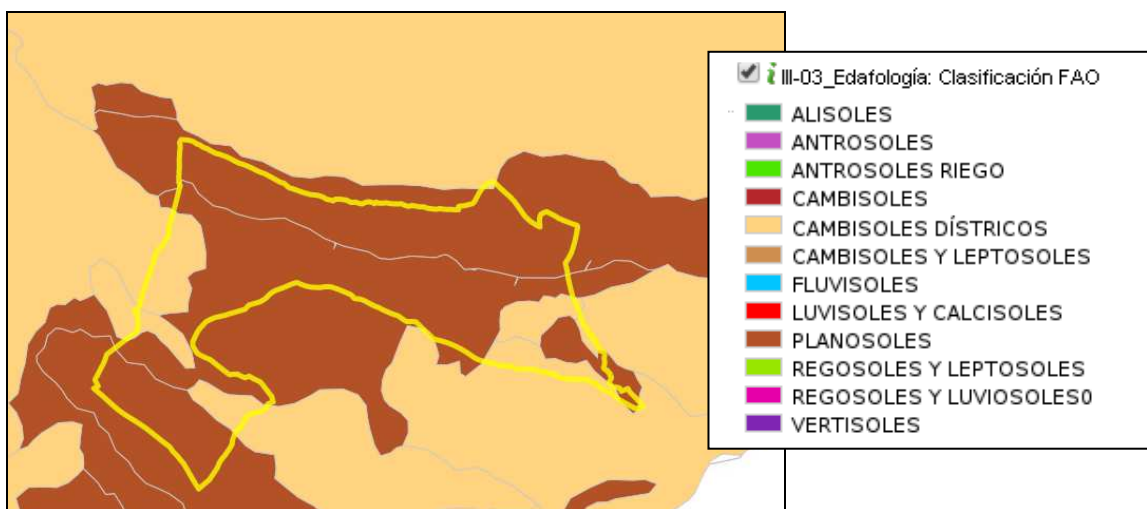 III-03_Edafología: Clasificación FAO
ALISOLES
ANTROSOLES
ANTROSOLES RIEGO
CAMBISOLES
CAMBISOLES DÍSTRICOS
CAMBISOLES Y LEPTOSOLES
FLUVISOLES
LUVISOLES Y CALCISOLES
PLANOSOLES
REGOSOLES Y LEPTOSOLES
REGOSOLES Y LUVIOSOLES0
VERTISOLES